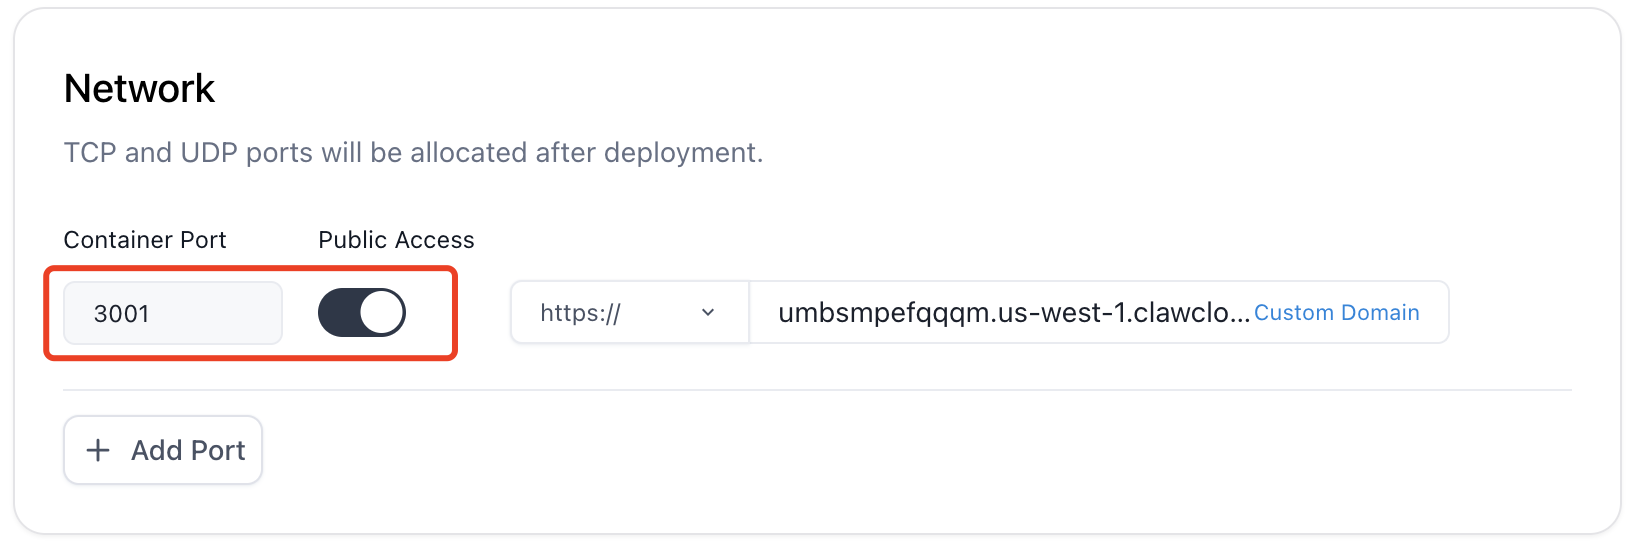 Network
TCP and UDP ports will be allocated after deployment.
Container Port Public Access
3001 https:// umbsmpefqqqm.us-west-1.clawclo... Custom Domain
+ Add Port